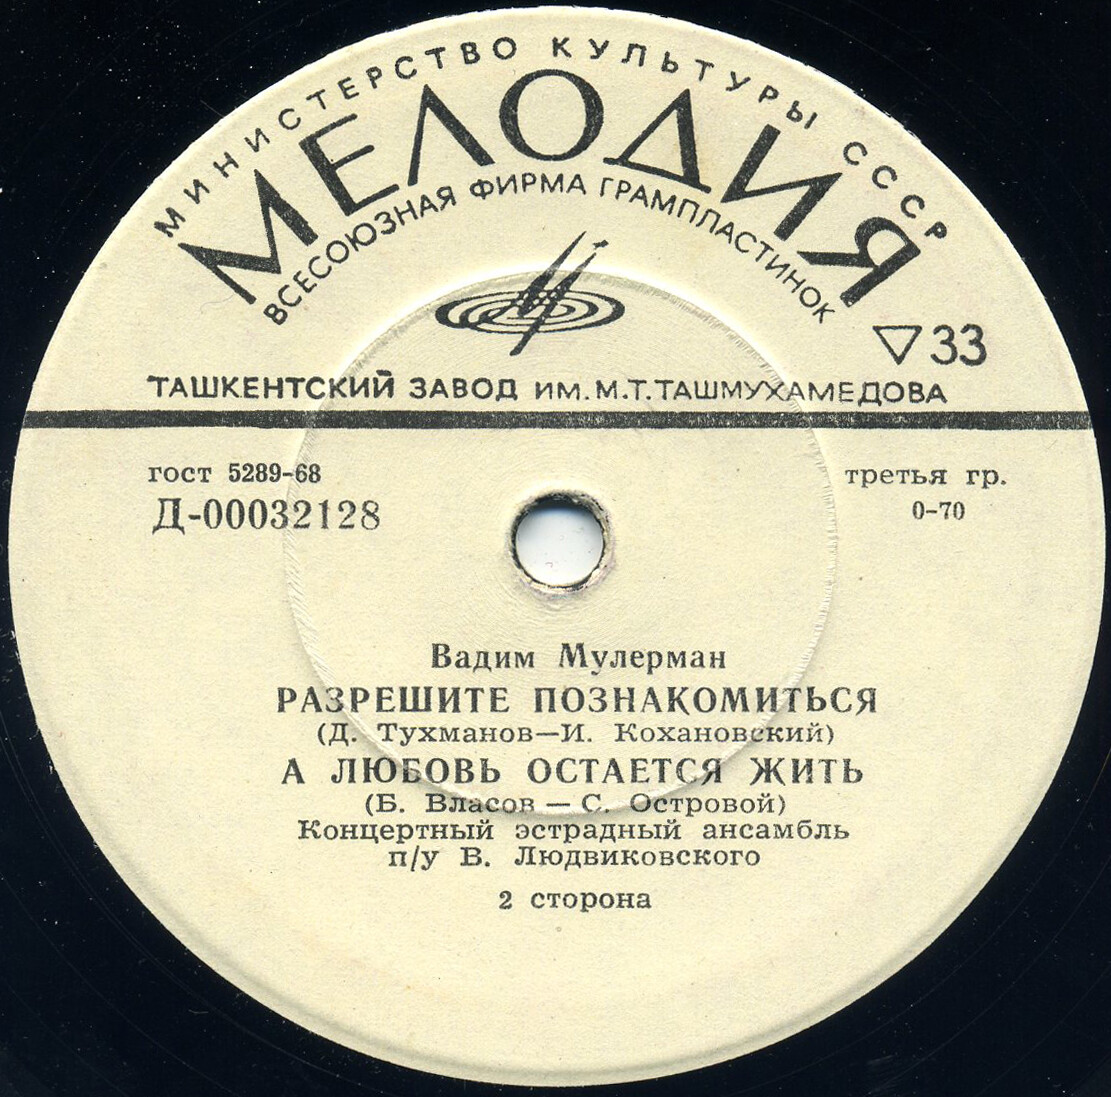 МИНИСТЕРСТВО КУЛЬТУРЫ СССР
МЕЛОДИЯ
ВСЕСОЮЗНАЯ ФИРМА ГРАМПЛАСТИНОК
▽33
ТАШКЕНТСКИЙ ЗАВОД ИМ. М.Т.ТАШМУХАМЕДОВА
гост 5289-68
третья гр.
Д-00032128
0-70
Вадим Мулерман
РАЗРЕШИТЕ ПОЗНАКОМИТЬСЯ
(Д. Тухманов—И. Кохановский)
А ЛЮБОВЬ ОСТАЕТСЯ ЖИТЬ
(Б. Власов — С. Островой)
Концертный эстрадный ансамбль
п/у В. Людвиковского
2 сторона